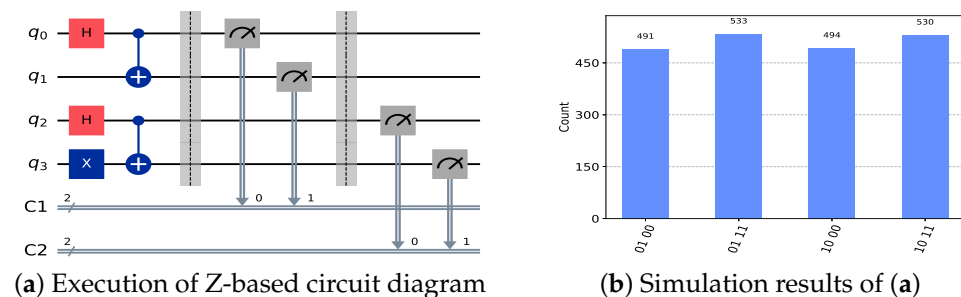 q0 H
q1
q2 H
q3 X
C1 2 0 1
C2 2 0 1
(a) Execution of Z-based circuit diagram
Count
450
300
150
0
491
533
494
530
01 00
01 11
10 00
10 11
(b) Simulation results of (a)